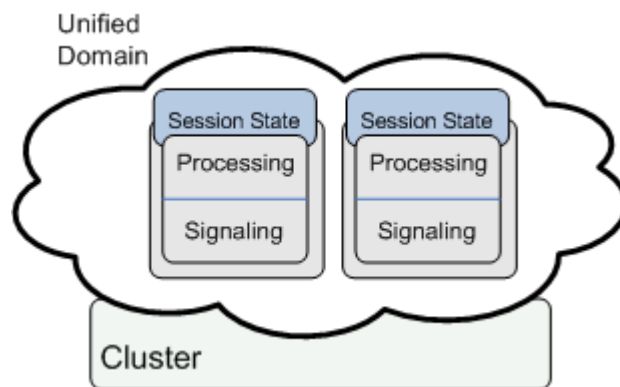 Unified
Domain
Session State
Processing
Signaling
Session State
Processing
Signaling
Cluster